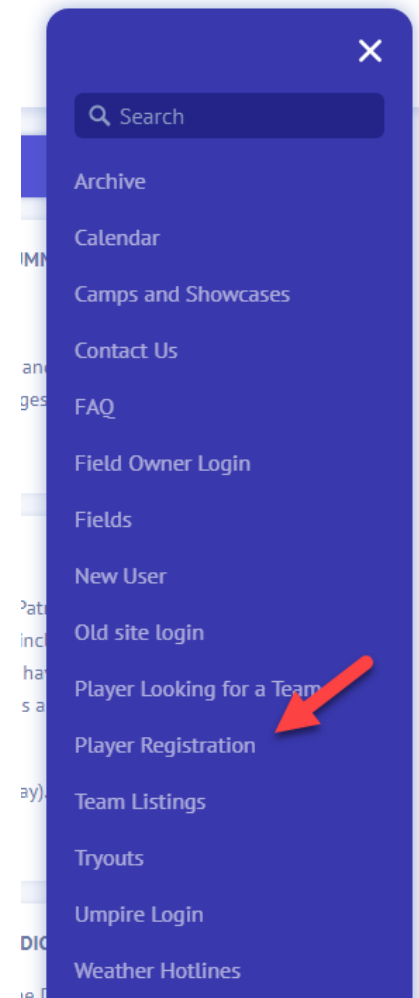 Search
Archive
Calendar
Camps and Showcases
Contact Us
FAQ
Field Owner Login
Fields
New User
Old site login
Player Looking for a Team
Player Registration
Team Listings
Tryouts
Umpire Login
Weather Hotlines